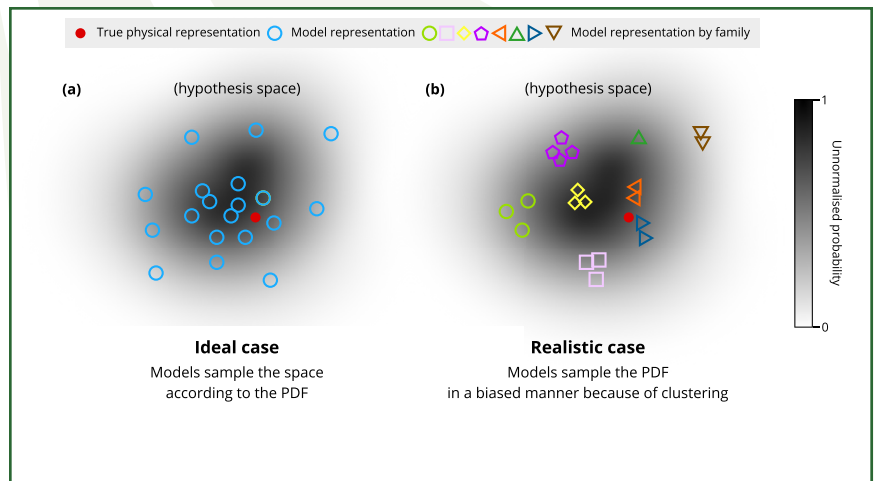 True physical representation Model representation Model representation by family
(a) (hypothesis space) (b) (hypothesis space)
1
Unnormalised probability
0
Ideal case
Models sample the space
according to the PDF
Realistic case
Models sample the PDF
in a biased manner because of clustering